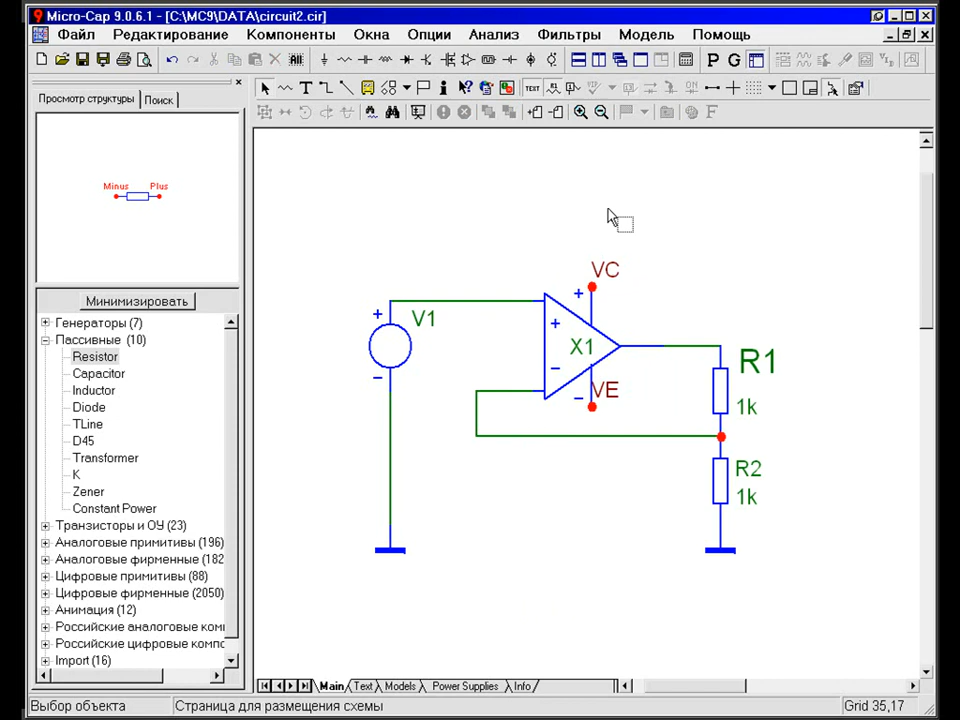 Micro-Cap 9.0.6.1 - [C:\MC9\DATA\circuit2.cir]
Файл Редактирование Компоненты Окна Опции Анализ Фильтры Модель Помощь
P G
T TEXT ON F
Просмотр структуры Поиск
Minus Plus
Минимизировать
Генераторы (7)
Пассивные (10)
Resistor
Capacitor
Inductor
Diode
TLine
D45
Transformer
K
Zener
Constant Power
Транзисторы и ОУ (23)
Аналоговые примитивы (196)
Аналоговые фирменные (182
Цифровые примитивы (88)
Цифровые фирменные (2050)
Анимация (12)
Российские аналоговые ком
Российские цифровые компо
Import (16)
VC
+
+ V1
+
X1
R1
−
−
−
VE
1k
R2
1k
Main Text Models Power Supplies Info
Выбор объекта Страница для размещения схемы Grid 35,17